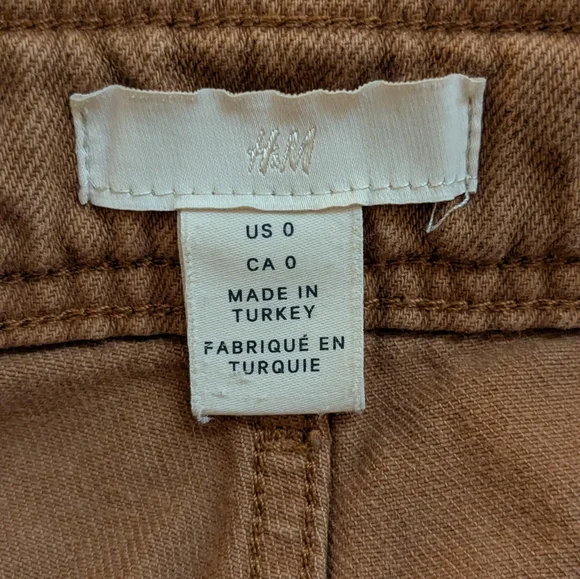 H&M
US 0
CA 0
MADE IN
TURKEY
FABRIQUÉ EN
TURQUIE